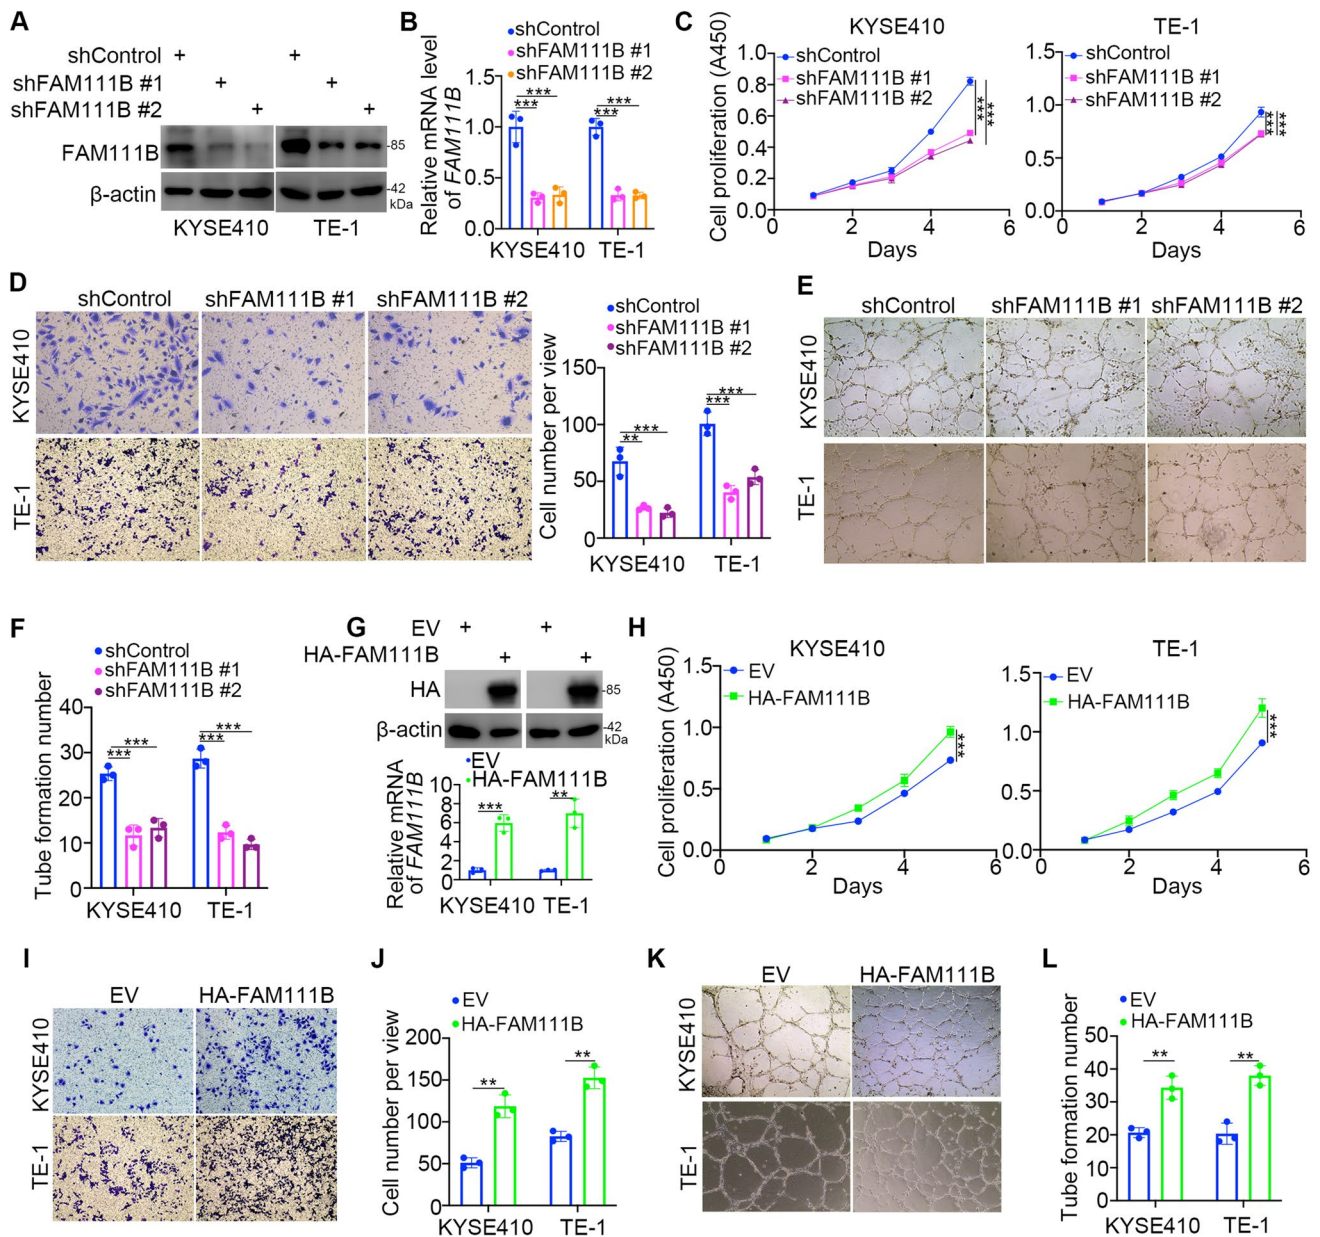 A
shControl + +
shFAM111B #1 + +
shFAM111B #2 + +
FAM111B -85
β-actin -42
kDa
KYSE410 TE-1
B
shControl
shFAM111B #1
shFAM111B #2
Relative mRNA level
of FAM111B
1.5
1.0
0.5
0.0
*** *** *** ***
KYSE410 TE-1
C
KYSE410
Cell proliferation (A450)
shControl
shFAM111B #1
shFAM111B #2
1.0
0.8
0.6
0.4
0.2
0.0
*** ***
0 2 4 6
Days
TE-1
shControl
shFAM111B #1
shFAM111B #2
1.5
1.0
0.5
0.0
*** ***
0 2 4 6
Days
D
shControl shFAM111B #1 shFAM111B #2
KYSE410
TE-1
shControl
shFAM111B #1
shFAM111B #2
Cell number per view
150
100
50
0
** *** *** ***
KYSE410 TE-1
E
shControl shFAM111B #1 shFAM111B #2
KYSE410
TE-1
F
shControl
shFAM111B #1
shFAM111B #2
Tube formation number
40
30
20
10
0
*** *** *** ***
KYSE410 TE-1
G
EV + +
HA-FAM111B + +
HA -85
β-actin -42
kDa
EV
HA-FAM111B
Relative mRNA
of FAM111B
10
8
6
4
2
0
*** **
KYSE410 TE-1
H
KYSE410
Cell proliferation (A450)
EV
HA-FAM111B
1.5
1.0
0.5
0.0
***
0 2 4 6
Days
TE-1
EV
HA-FAM111B
1.5
1.0
0.5
0.0
***
0 2 4 6
Days
I
EV HA-FAM111B
KYSE410
TE-1
J
EV
HA-FAM111B
Cell number per view
200
150
100
50
0
** **
KYSE410 TE-1
K
EV HA-FAM111B
KYSE410
TE-1
L
EV
HA-FAM111B
Tube formation number
50
40
30
20
10
0
** **
KYSE410 TE-1